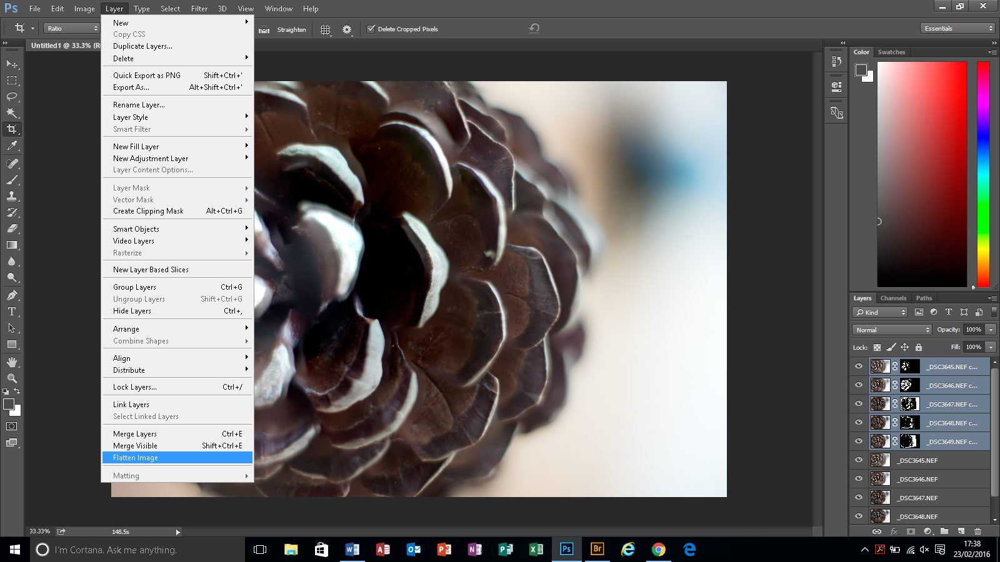 Ps File Edit Image Layer Type Select Filter 3D View Window Help
Ratio Straighten Delete Cropped Pixels Essentials
Untitled1 @ 33.3% (R
New
Copy CSS
Duplicate Layers...
Delete
Quick Export as PNG Shift+Ctrl+'
Export As... Alt+Shift+Ctrl+'
Rename Layer...
Layer Style
Smart Filter
New Fill Layer
New Adjustment Layer
Layer Content Options...
Layer Mask
Vector Mask
Create Clipping Mask Alt+Ctrl+G
Smart Objects
Video Layers
Rasterize
New Layer Based Slices
Group Layers Ctrl+G
Ungroup Layers Shift+Ctrl+G
Hide Layers Ctrl+,
Arrange
Combine Shapes
Align
Distribute
Lock Layers... Ctrl+/
Link Layers
Select Linked Layers
Merge Layers Ctrl+E
Merge Visible Shift+Ctrl+E
Flatten Image
Matting
Color Swatches
Layers Channels Paths
Kind
Normal Opacity: 100%
Lock: Fill: 100%
_DSC3645.NEF c...
_DSC3646.NEF c...
_DSC3647.NEF c...
_DSC3648.NEF c...
_DSC3649.NEF c...
_DSC3645.NEF
_DSC3646.NEF
_DSC3647.NEF
_DSC3648.NEF
33.33% 148.5s
I'm Cortana. Ask me anything.
Ps Br
17:38
23/02/2016